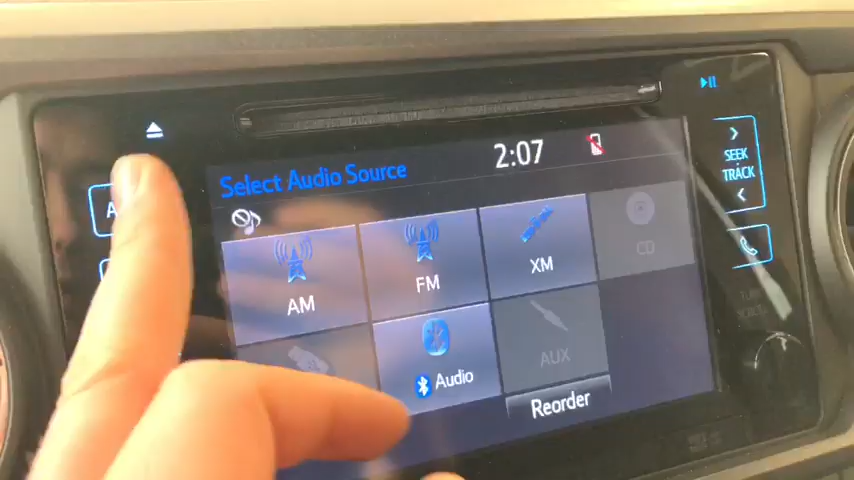 Select Audio Source
2:07
SEEK
TRACK
AM
FM
XM
CD
Audio
AUX
Reorder